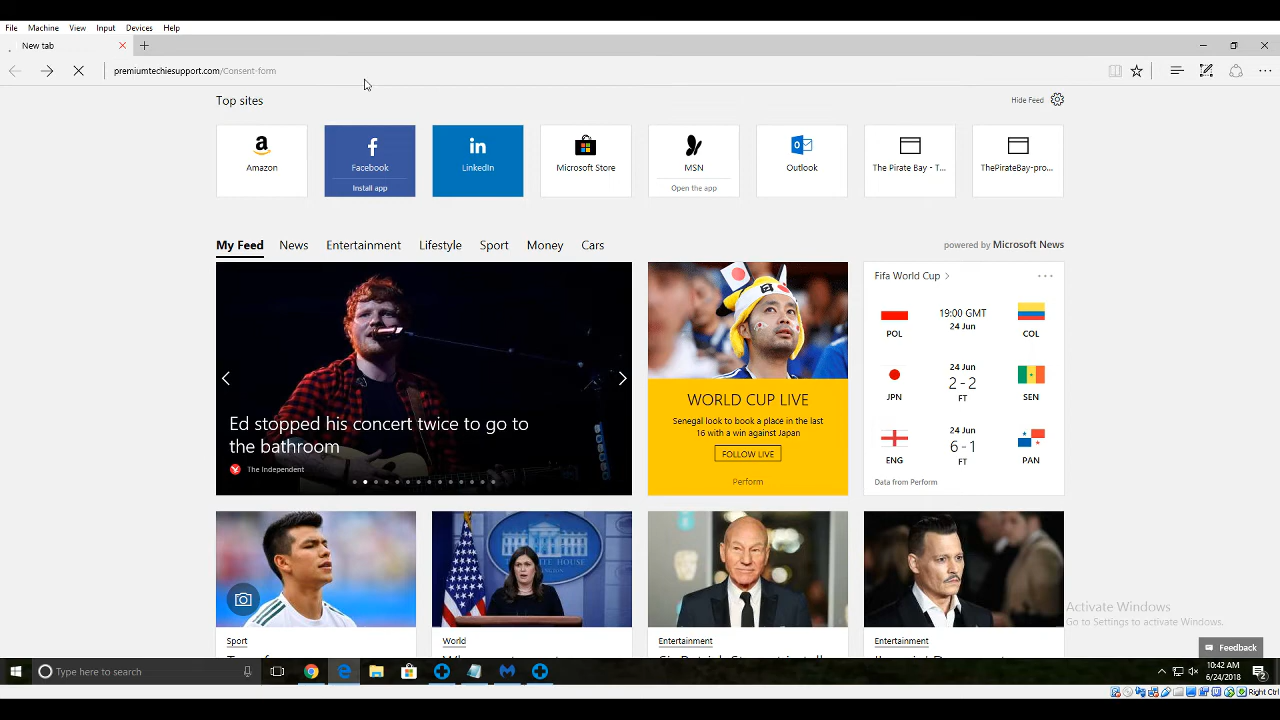 File Machine View Input Devices Help
New tab
premiumtechiesupport.com/Consent-form
Top sites
Hide Feed
Amazon
Facebook
Install app
LinkedIn
Microsoft Store
MSN
Open the app
Outlook
The Pirate Bay - T...
ThePirateBay-pro...
My Feed News Entertainment Lifestyle Sport Money Cars
powered by Microsoft News
Ed stopped his concert twice to go to
the bathroom
The Independent
WORLD CUP LIVE
Senegal look to book a place in the last
16 with a win against Japan
FOLLOW LIVE
Perform
Fifa World Cup
POL
19:00 GMT
24 Jun
COL
JPN
24 Jun
2-2
FT
SEN
ENG
24 Jun
6-1
FT
PAN
Data from Perform
Sport
World
Entertainment
Entertainment
Activate Windows
Go to Settings to activate Windows.
Feedback
Type here to search
10:42 AM
6/24/2018
2
Right Ctrl